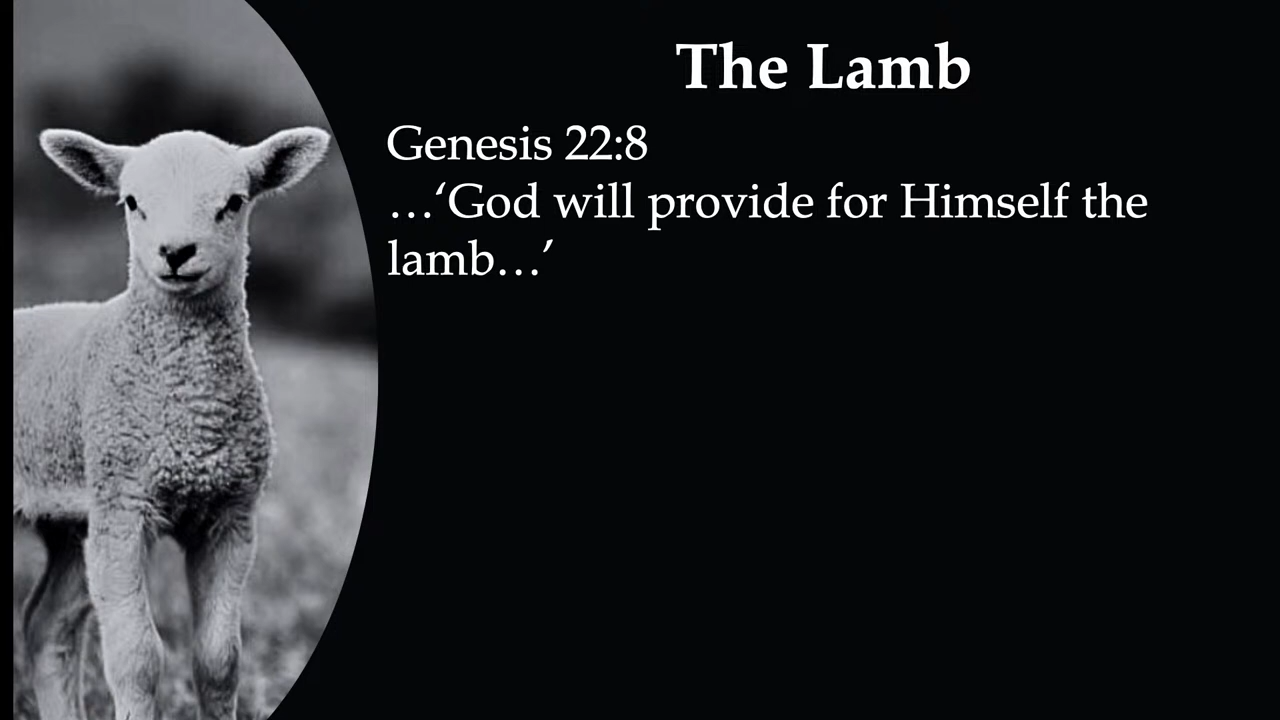 The Lamb
Genesis 22:8
…‘God will provide for Himself the
lamb…’